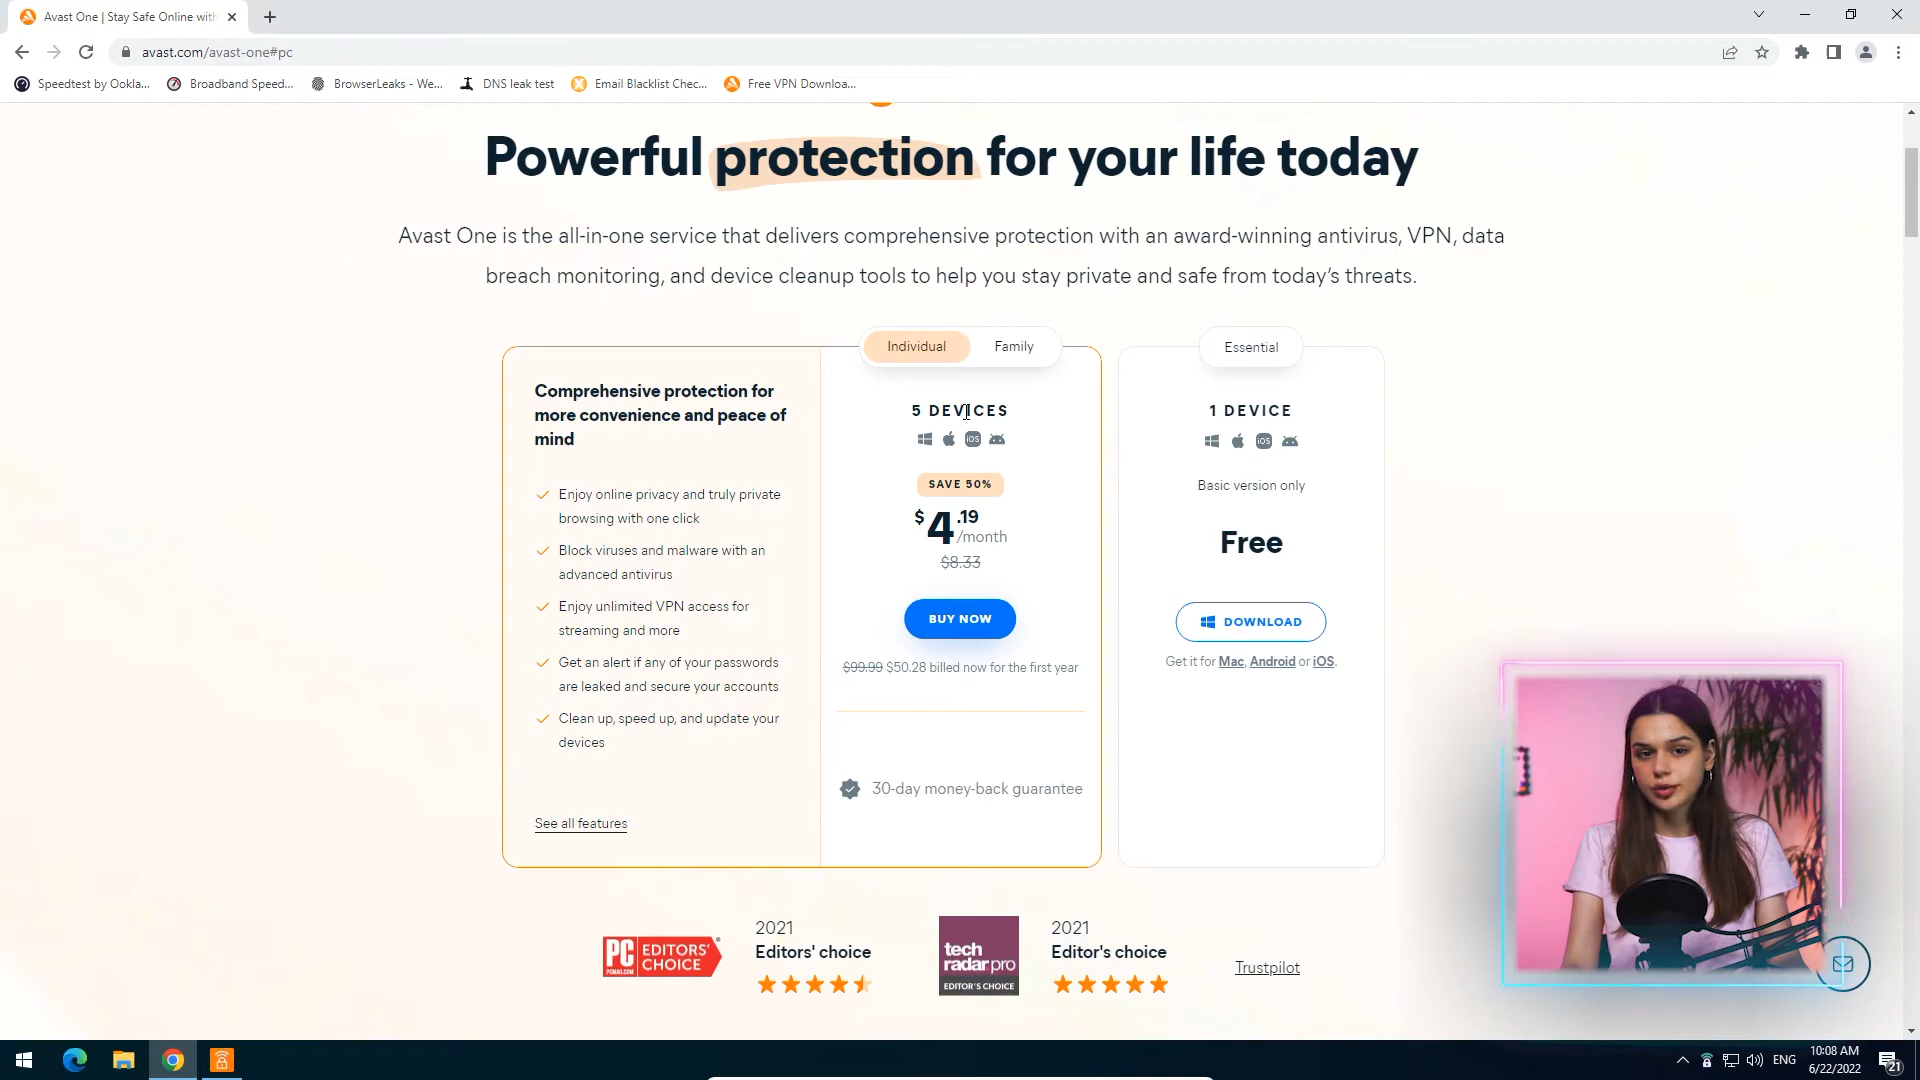 Avast One | Stay Safe Online with
avast.com/avast-one#pc
Speedtest by Ookla...
Broadband Speed...
BrowserLeaks - We...
DNS leak test
Email Blacklist Chec...
Free VPN Downloa...
Powerful protection for your life today
Avast One is the all-in-one service that delivers comprehensive protection with an award-winning antivirus, VPN, data
breach monitoring, and device cleanup tools to help you stay private and safe from today's threats.
Individual
Family
Essential
Comprehensive protection for
more convenience and peace of
mind
Enjoy online privacy and truly private
browsing with one click
Block viruses and malware with an
advanced antivirus
Enjoy unlimited VPN access for
streaming and more
Get an alert if any of your passwords
are leaked and secure your accounts
Clean up, speed up, and update your
devices
See all features
5 DEVICES
iOS
SAVE 50%
$4.19
/month
$8.33
BUY NOW
$99.99 $50.28 billed now for the first year
30-day money-back guarantee
1 DEVICE
iOS
Basic version only
Free
DOWNLOAD
Get it for Mac, Android or iOS.
PC
PCMAG.COM
EDITORS'
CHOICE
2021
Editors' choice
tech
radar.pro
EDITOR'S CHOICE
2021
Editor's choice
Trustpilot
ENG
10:08 AM
6/22/2022
21